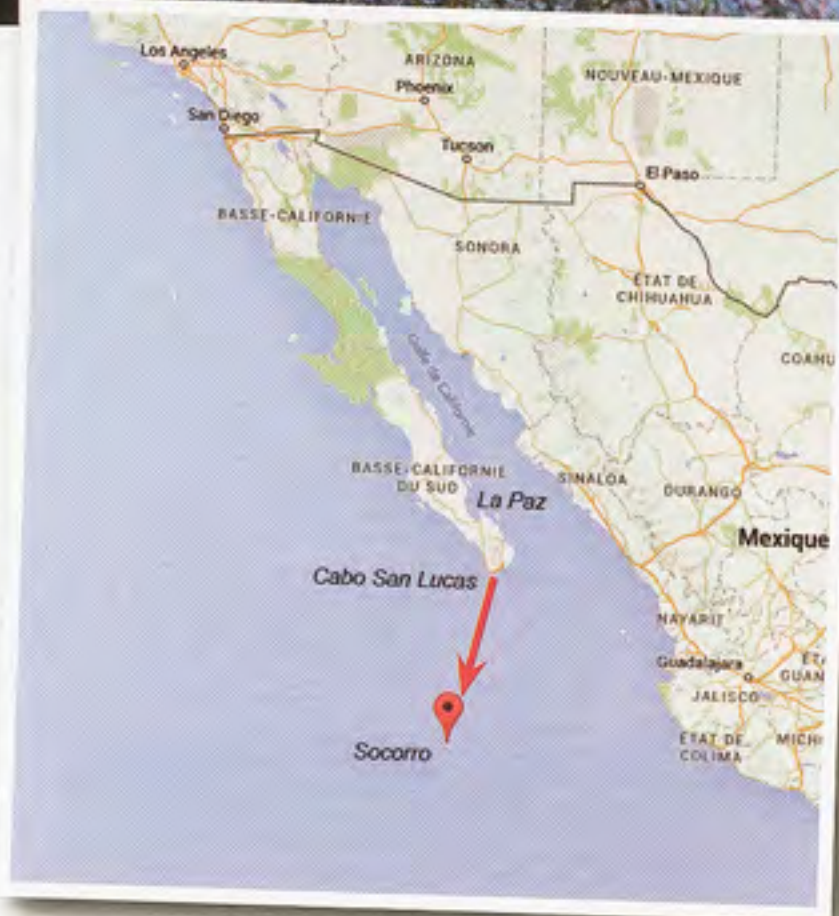 Los Angeles
ARIZONA
NOUVEAU-MEXIQUE
Phoenix
San Diego
Tucson
El Paso
BASSE-CALIFORNIE
SONORA
ÉTAT DE
CHIHUAHUA
COAHU
Golfe de Californie
BASSE-CALIFORNIE
DU SUD
La Paz
SINALOA
DURANGO
Mexique
Cabo San Lucas
NAYARIT
Guadalajara
ÉTA
GUAN
JALISCO
Socorro
ÉTAT DE
COLIMA
MICH